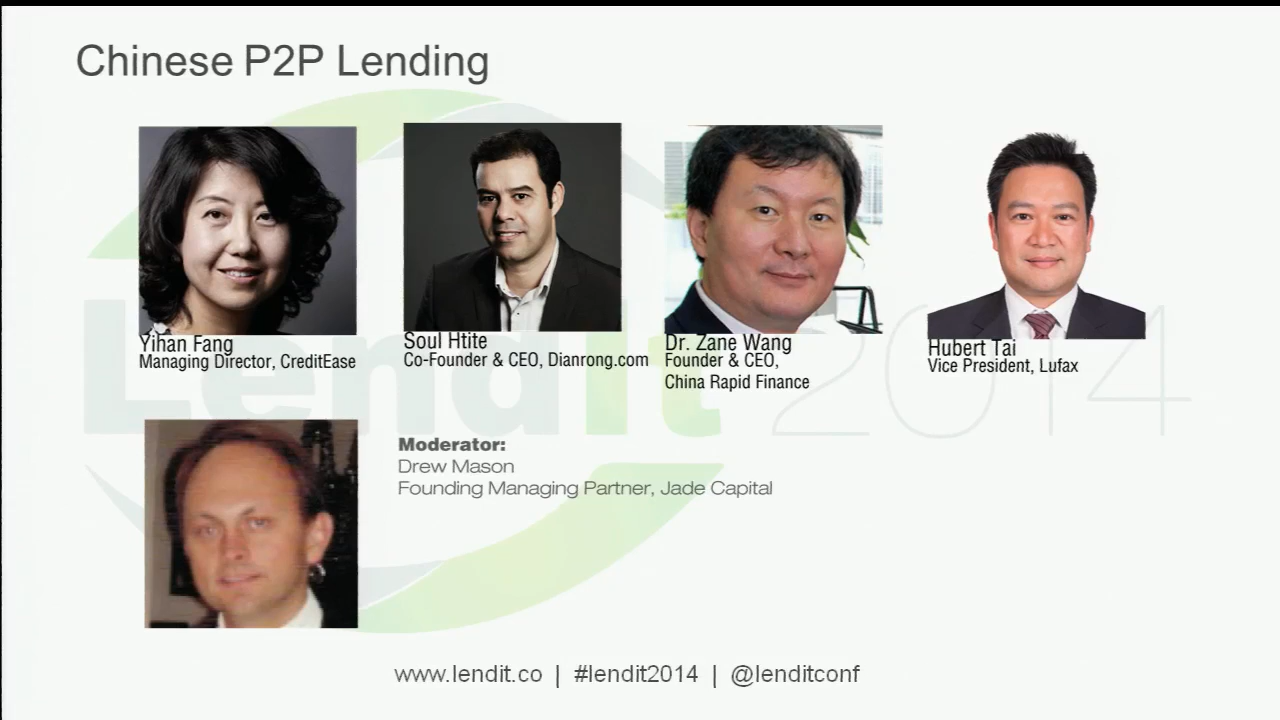 Chinese P2P Lending
Yihan Fang
Managing Director, CreditEase
Soul Htite
Co-Founder & CEO, Dianrong.com
Dr. Zane Wang
Founder & CEO,
China Rapid Finance
Hubert Tai
Vice President, Lufax
LendIt 2014
Moderator:
Drew Mason
Founding Managing Partner, Jade Capital
www.lendit.co | #lendit2014 | @lenditconf